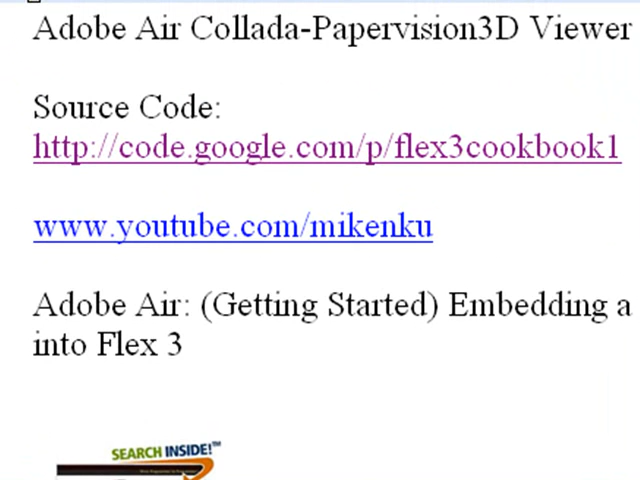 Adobe Air Collada-Papervision3D Viewer
Source Code:
http://code.google.com/p/flex3cookbook1
www.youtube.com/mikenku
Adobe Air: (Getting Started) Embedding a
into Flex 3
SEARCH INSIDE!™